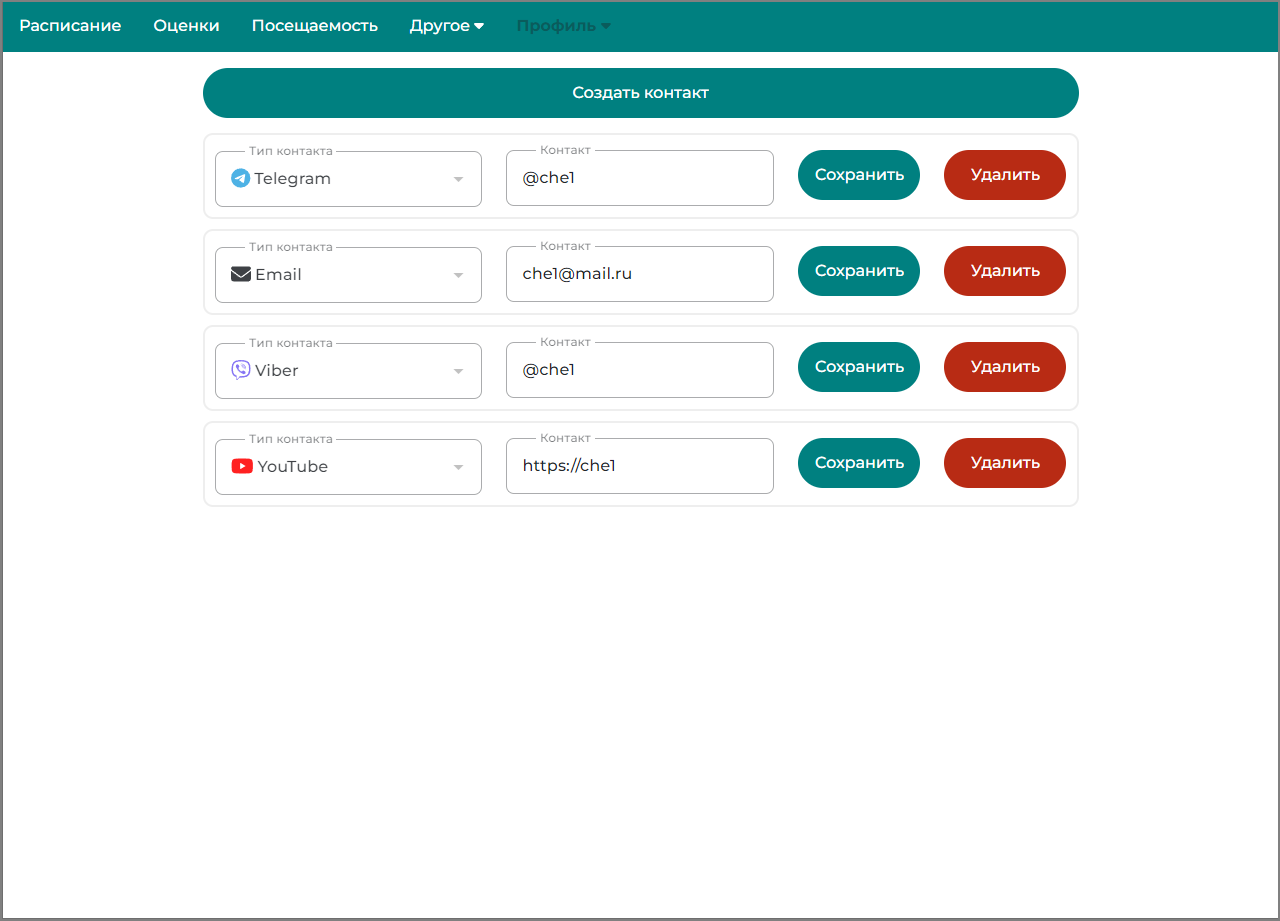 Расписание Оценки Посещаемость Другое Профиль
Создать контакт
Тип контакта Контакт
Telegram @che1 Сохранить Удалить
Тип контакта Контакт
Email che1@mail.ru Сохранить Удалить
Тип контакта Контакт
Viber @che1 Сохранить Удалить
Тип контакта Контакт
YouTube https://che1 Сохранить Удалить